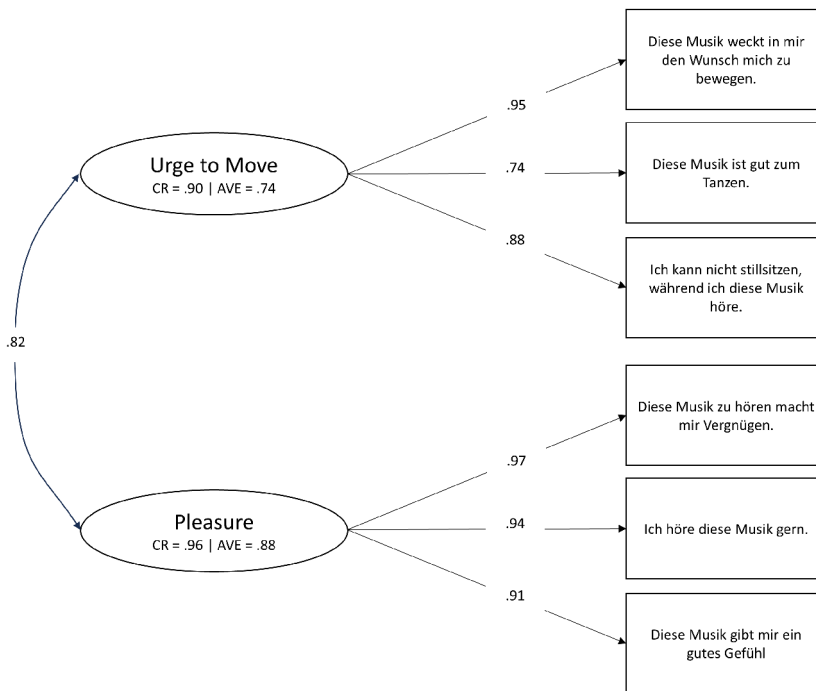 Diese Musik weckt in mir
den Wunsch mich zu
bewegen.
.95
Urge to Move
CR = .90 | AVE = .74
.74
Diese Musik ist gut zum
Tanzen.
.88
Ich kann nicht stillsitzen,
während ich diese Musik
höre.
.82
Diese Musik zu hören macht
mir Vergnügen.
.97
Pleasure
CR = .96 | AVE = .88
.94
Ich höre diese Musik gern.
.91
Diese Musik gibt mir ein
gutes Gefühl